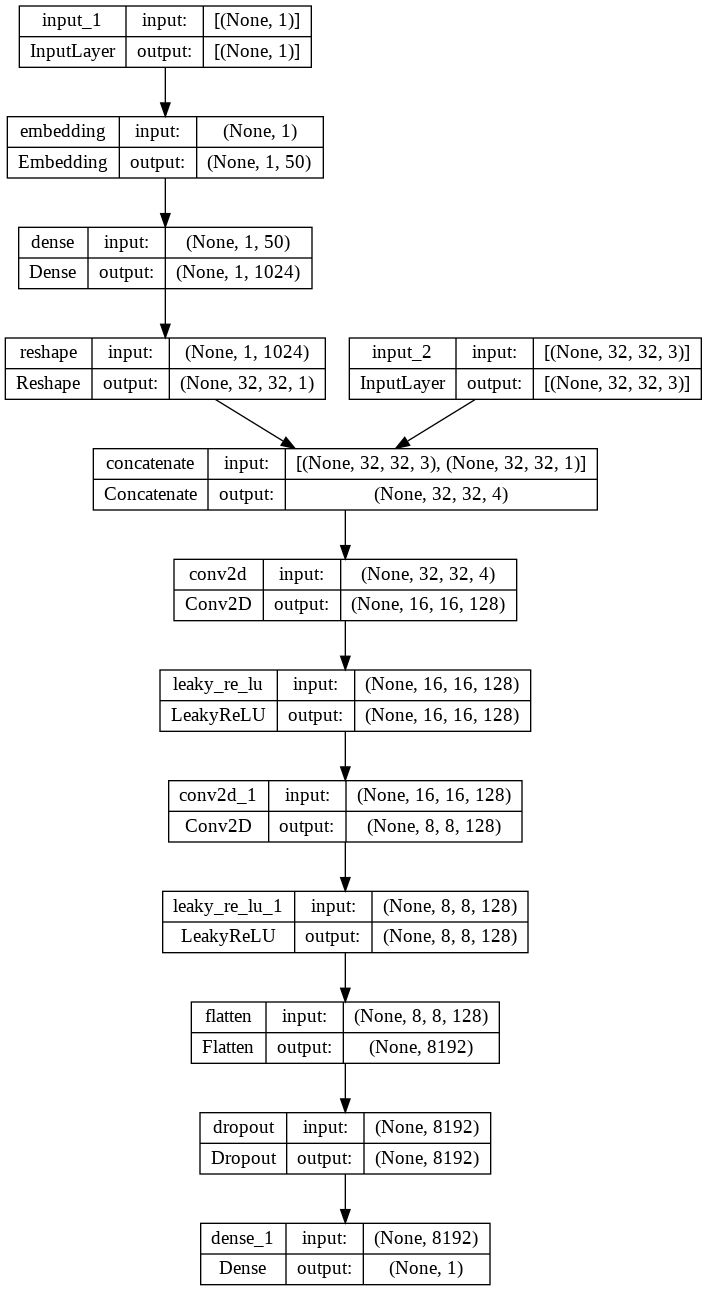 input_1 input: [(None, 1)]
InputLayer output: [(None, 1)]
embedding input: (None, 1)
Embedding output: (None, 1, 50)
dense input: (None, 1, 50)
Dense output: (None, 1, 1024)
reshape input: (None, 1, 1024)
Reshape output: (None, 32, 32, 1)
input_2 input: [(None, 32, 32, 3)]
InputLayer output: [(None, 32, 32, 3)]
concatenate input: [(None, 32, 32, 3), (None, 32, 32, 1)]
Concatenate output: (None, 32, 32, 4)
conv2d input: (None, 32, 32, 4)
Conv2D output: (None, 16, 16, 128)
leaky_re_lu input: (None, 16, 16, 128)
LeakyReLU output: (None, 16, 16, 128)
conv2d_1 input: (None, 16, 16, 128)
Conv2D output: (None, 8, 8, 128)
leaky_re_lu_1 input: (None, 8, 8, 128)
LeakyReLU output: (None, 8, 8, 128)
flatten input: (None, 8, 8, 128)
Flatten output: (None, 8192)
dropout input: (None, 8192)
Dropout output: (None, 8192)
dense_1 input: (None, 8192)
Dense output: (None, 1)